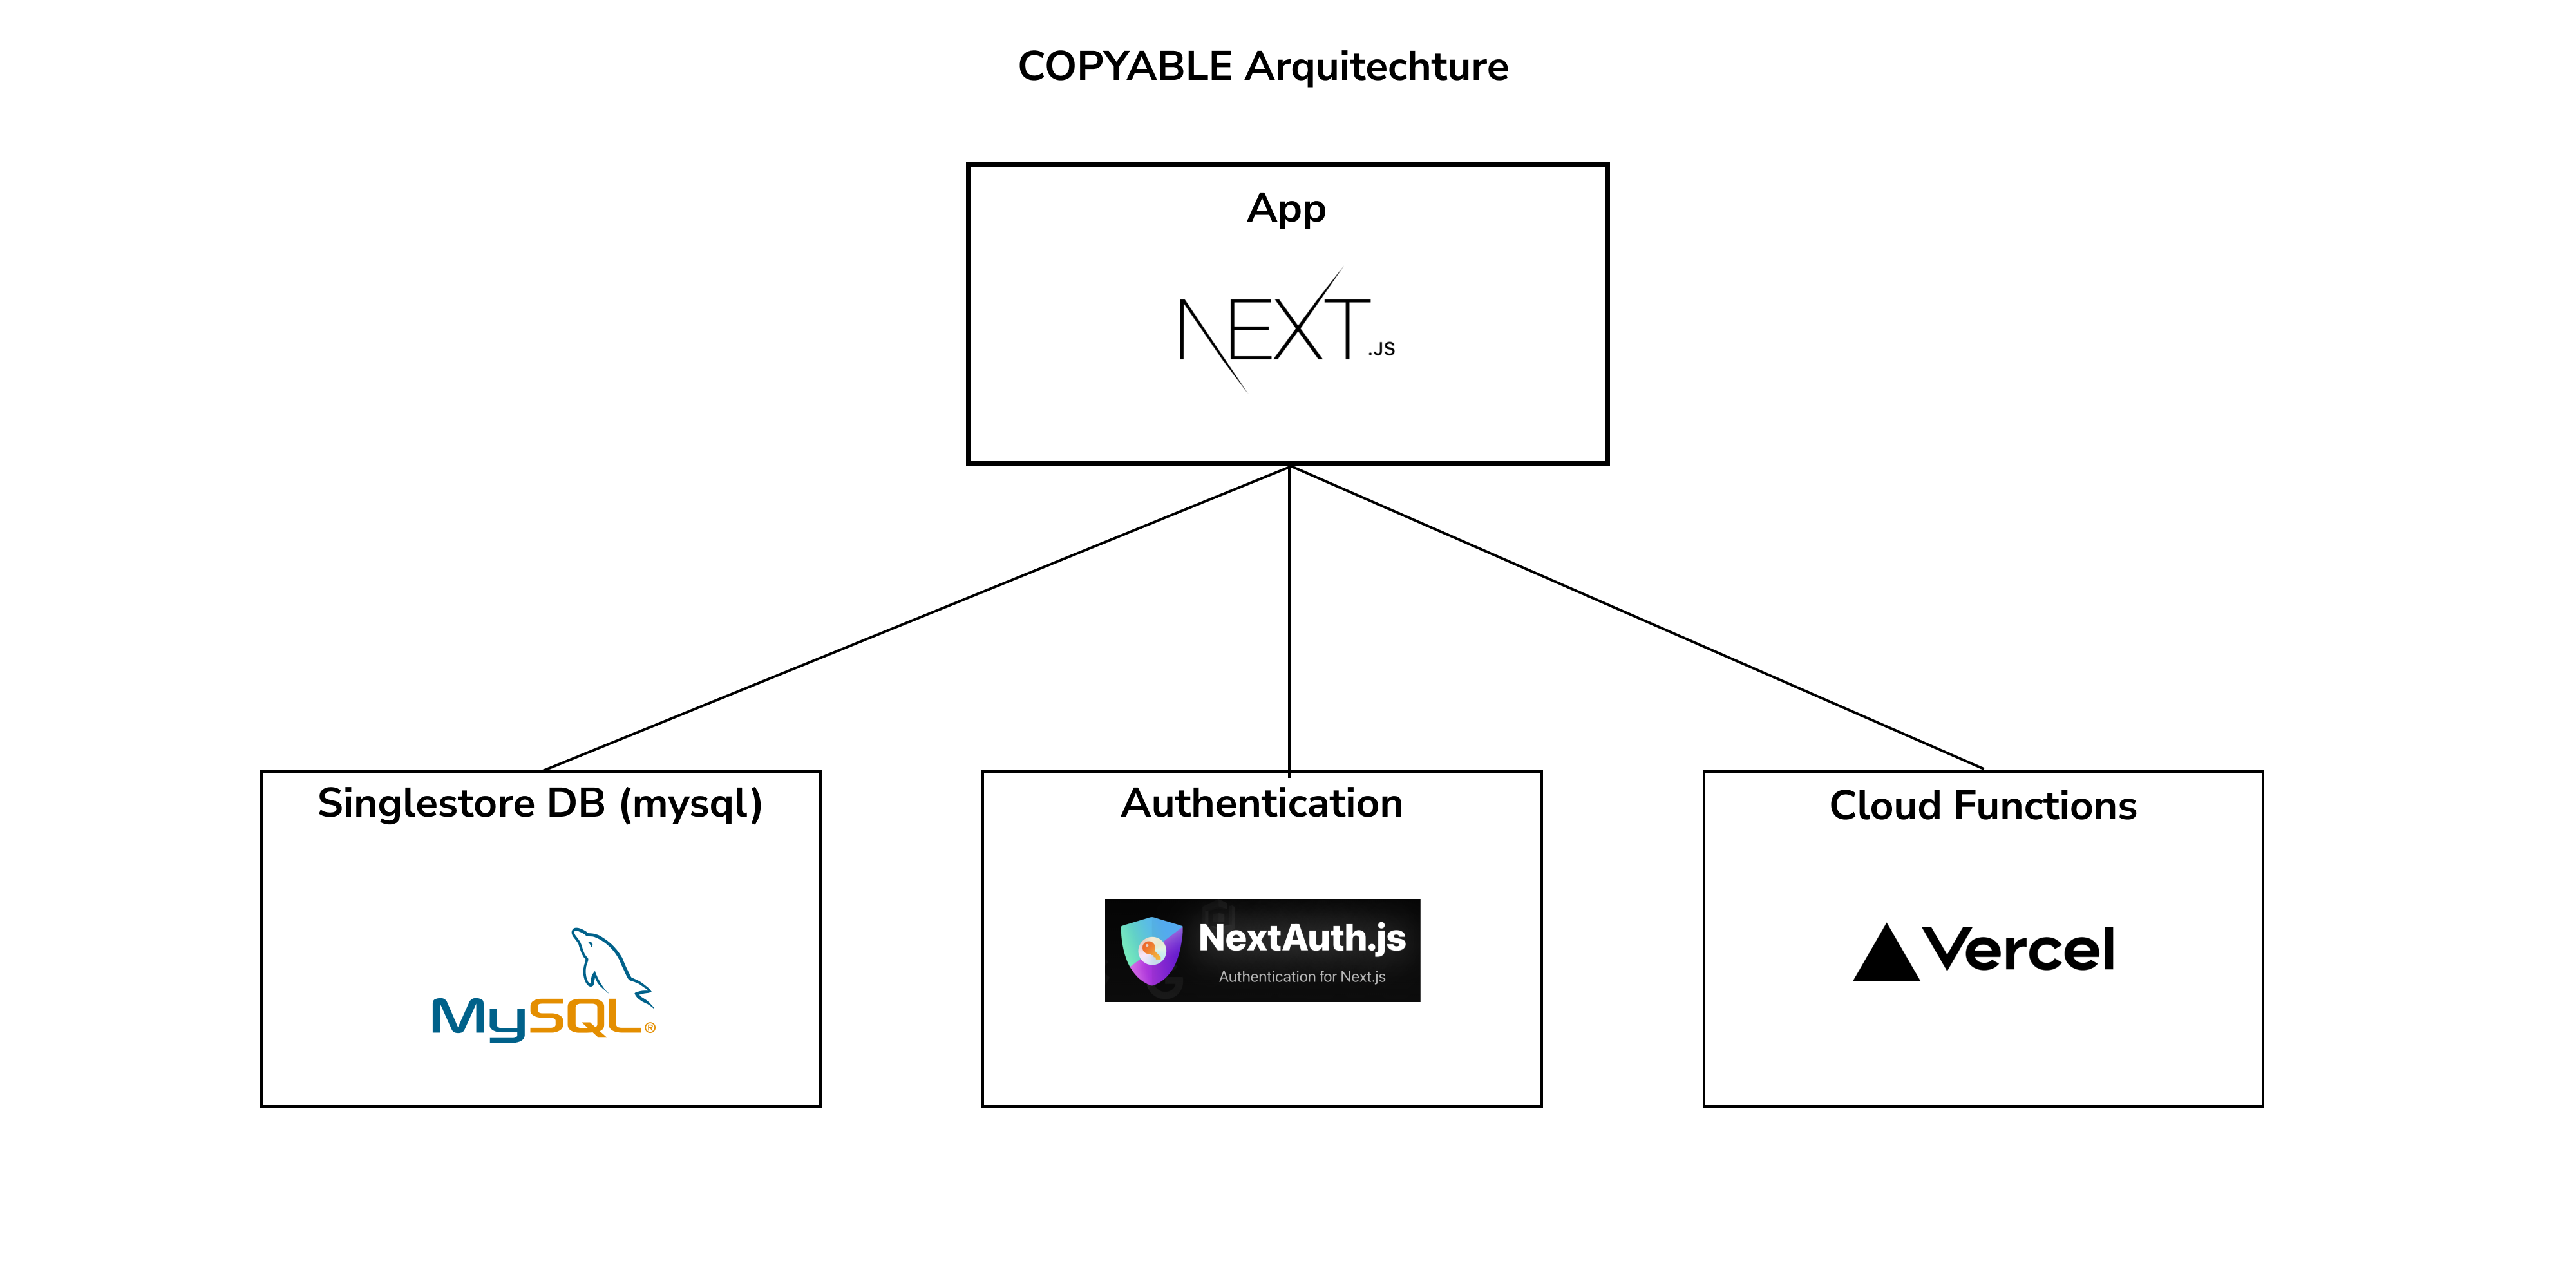 COPYABLE Arquitechture
App
NEXT.JS
Singlestore DB (mysql)
MySQL®
Authentication
NextAuth.js
Authentication for Next.js
Cloud Functions
Vercel